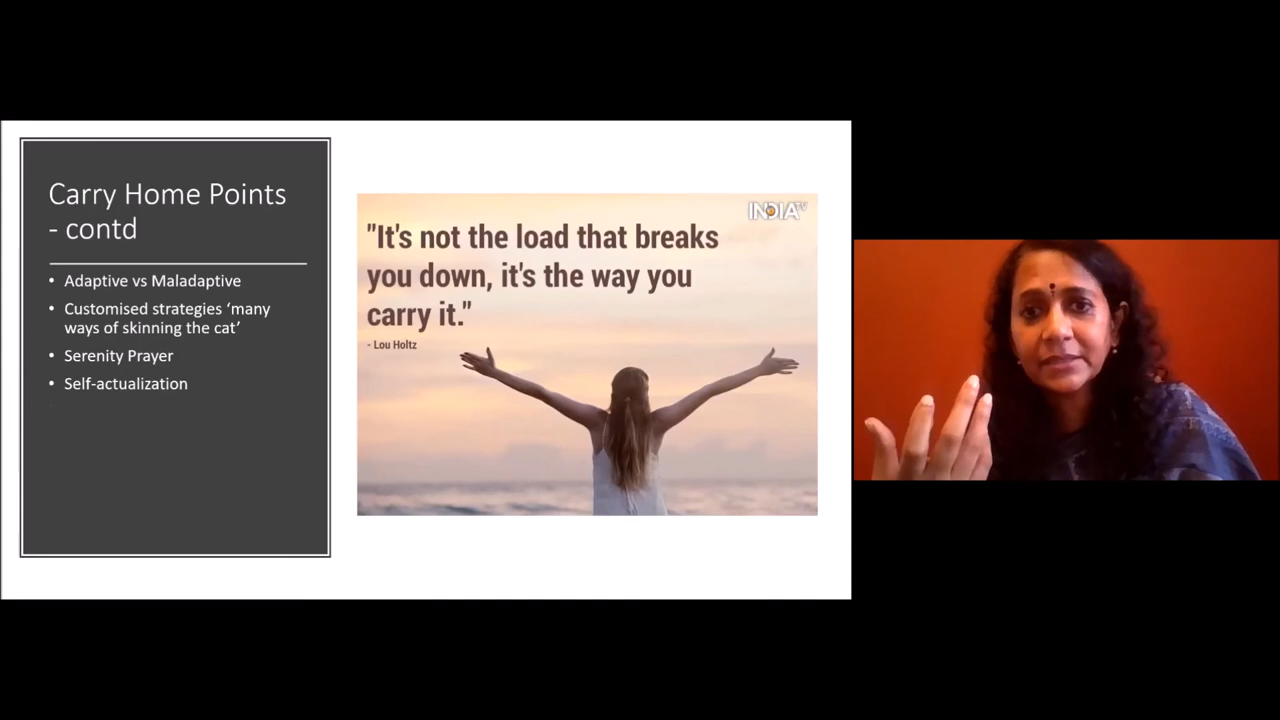 Carry Home Points
- contd
• Adaptive vs Maladaptive
• Customised strategies ‘many
ways of skinning the cat’
• Serenity Prayer
• Self-actualization
INDIA TV
"It's not the load that breaks
you down, it's the way you
carry it."
- Lou Holtz